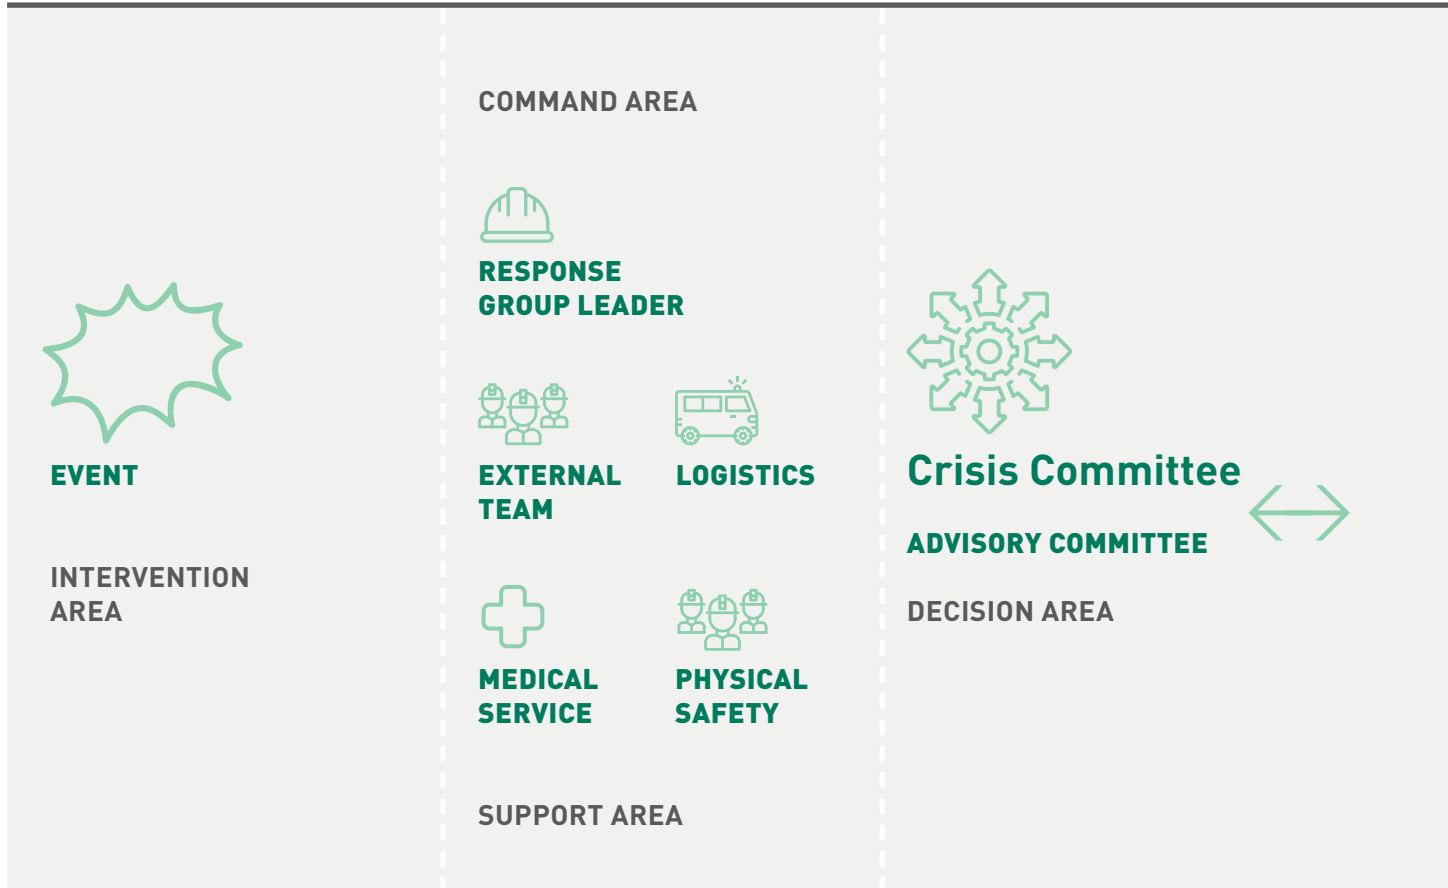 EVENT
INTERVENTION
AREA
COMMAND AREA
RESPONSE
GROUP LEADER
EXTERNAL
TEAM
LOGISTICS
MEDICAL
SERVICE
PHYSICAL
SAFETY
SUPPORT AREA
Crisis Committee
ADVISORY COMMITTEE
DECISION AREA